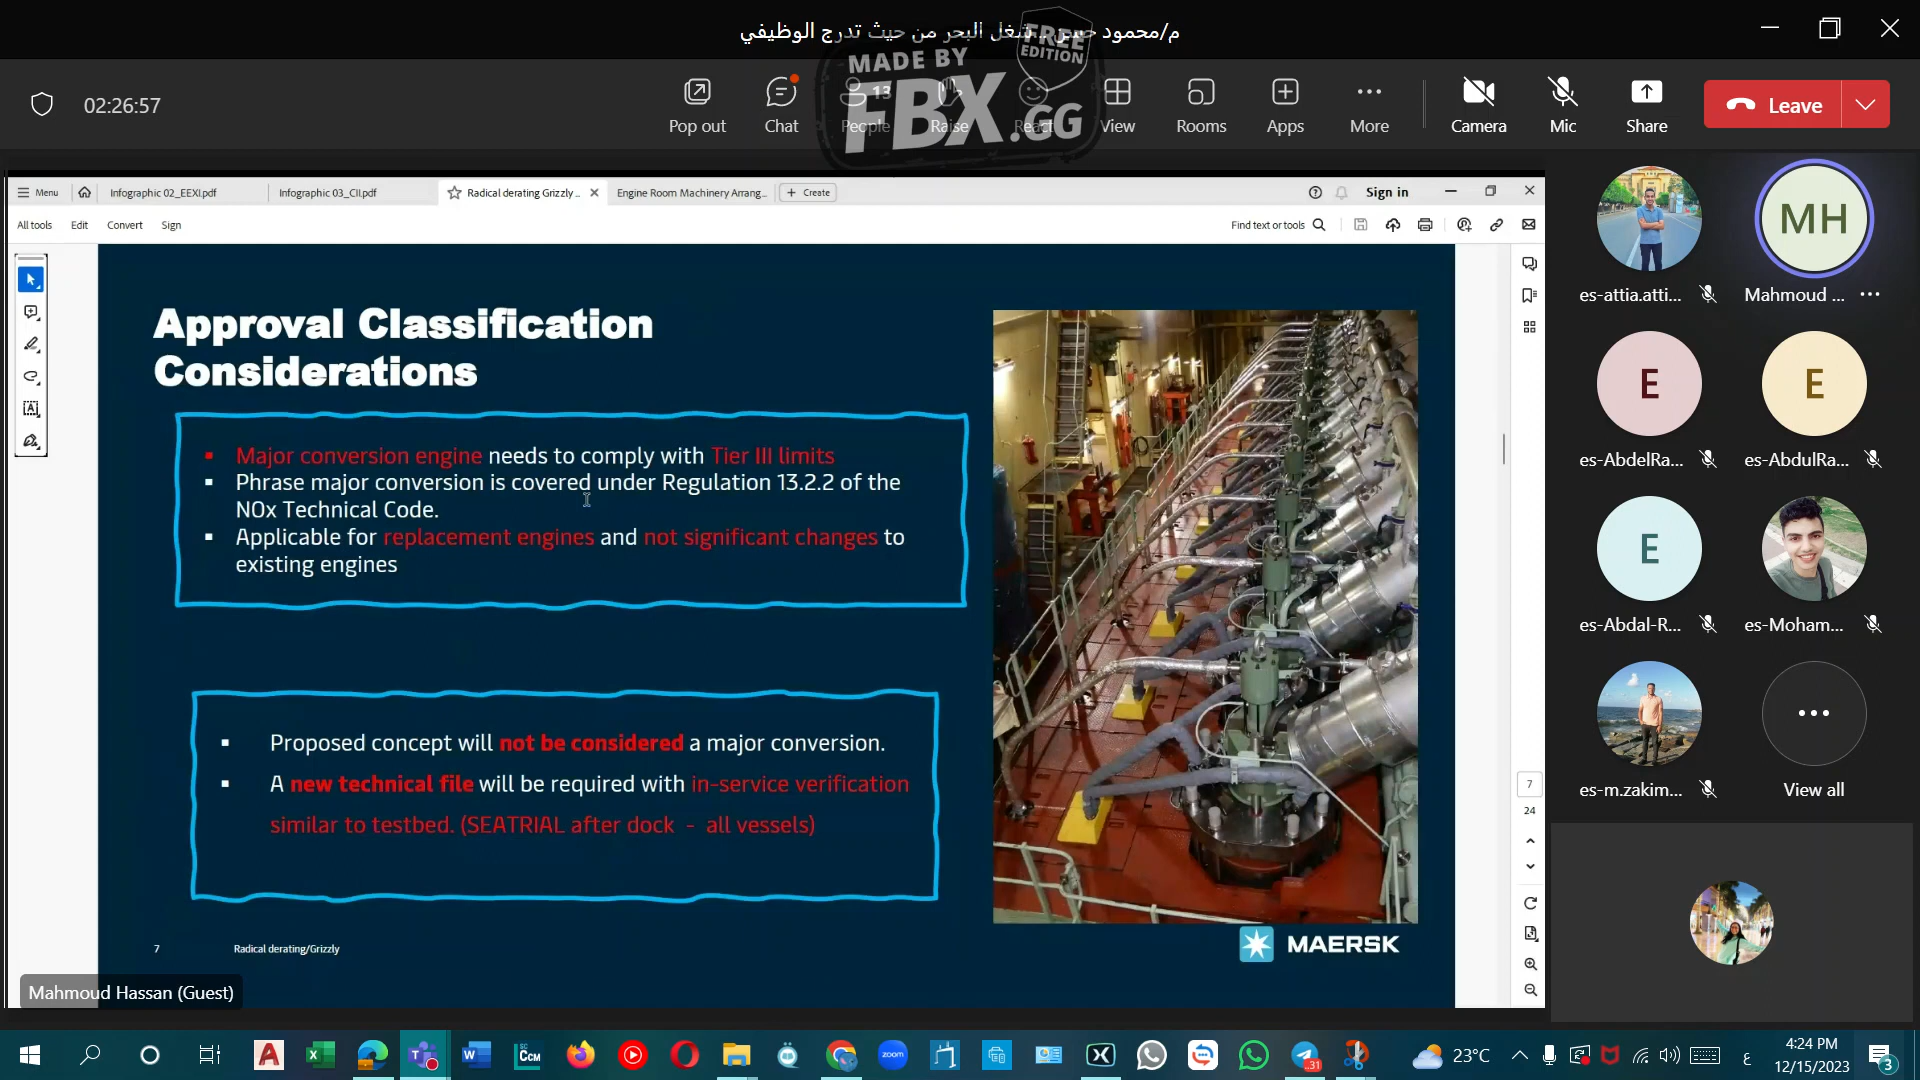 م/محمود حسن ...شغل البحر من حيث تدرج الوظيفي
FREE
EDITION
MADE BY
FBX.GG
02:26:57
Pop out
Chat
People
13
Raise
React
View
Rooms
Apps
More
Camera
Mic
Share
Leave
Menu
Infographic 02_EEXI.pdf
Infographic 03_CII.pdf
Radical derating Grizzly ...
Engine Room Machinery Arrang...
Create
Sign in
All tools
Edit
Convert
Sign
Find text or tools
Approval Classification
Considerations
▪ Major conversion engine needs to comply with Tier III limits
▪ Phrase major conversion is covered under Regulation 13.2.2 of the
NOx Technical Code.
▪ Applicable for replacement engines and not significant changes to
existing engines
▪ Proposed concept will not be considered a major conversion.
▪ A new technical file will be required with in-service verification
similar to testbed. (SEATRIAL after dock - all vessels)
7
Radical derating/Grizzly
MAERSK
7
24
Mahmoud Hassan (Guest)
es-attia.atti...
MH
Mahmoud ...
E
es-AbdelRa...
E
es-AbdulRa...
E
es-Abdal-R...
es-Moham...
es-m.zakim...
View all
SC
CCM
zoom
..31
23°C
ع
4:24 PM
12/15/2023
3